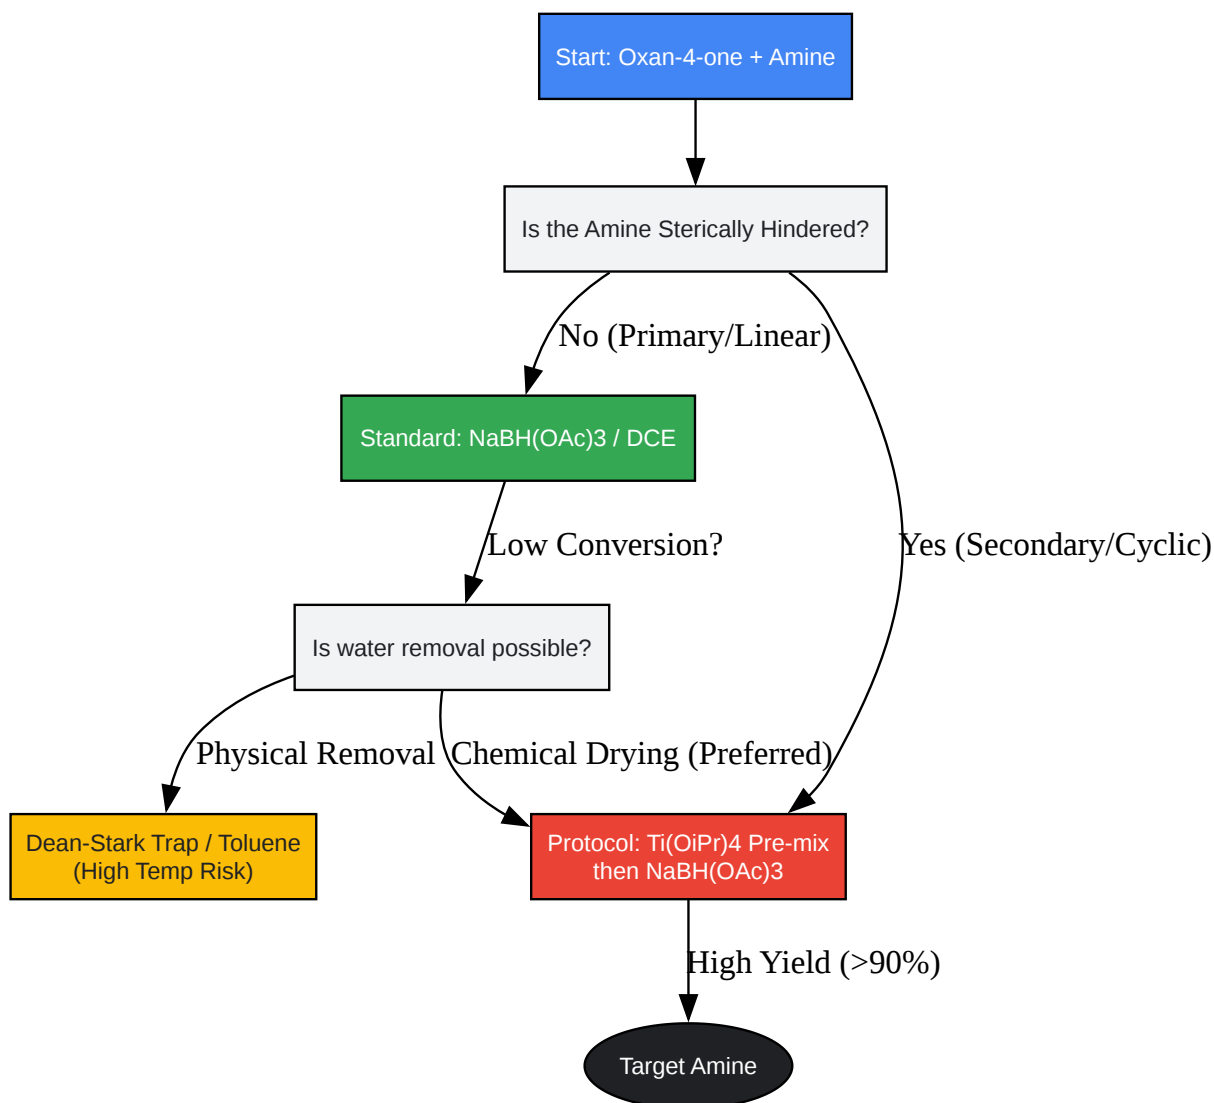 Start: Oxan-4-one + Amine
Is the Amine Sterically Hindered?
No (Primary/Linear)
Standard: NaBH(OAc)3 / DCE
Low Conversion?
Yes (Secondary/Cyclic)
Is water removal possible?
Physical Removal
Chemical Drying (Preferred)
Dean-Stark Trap / Toluene
(High Temp Risk)
Protocol: Ti(OiPr)4 Pre-mix
then NaBH(OAc)3
High Yield (>90%)
Target Amine